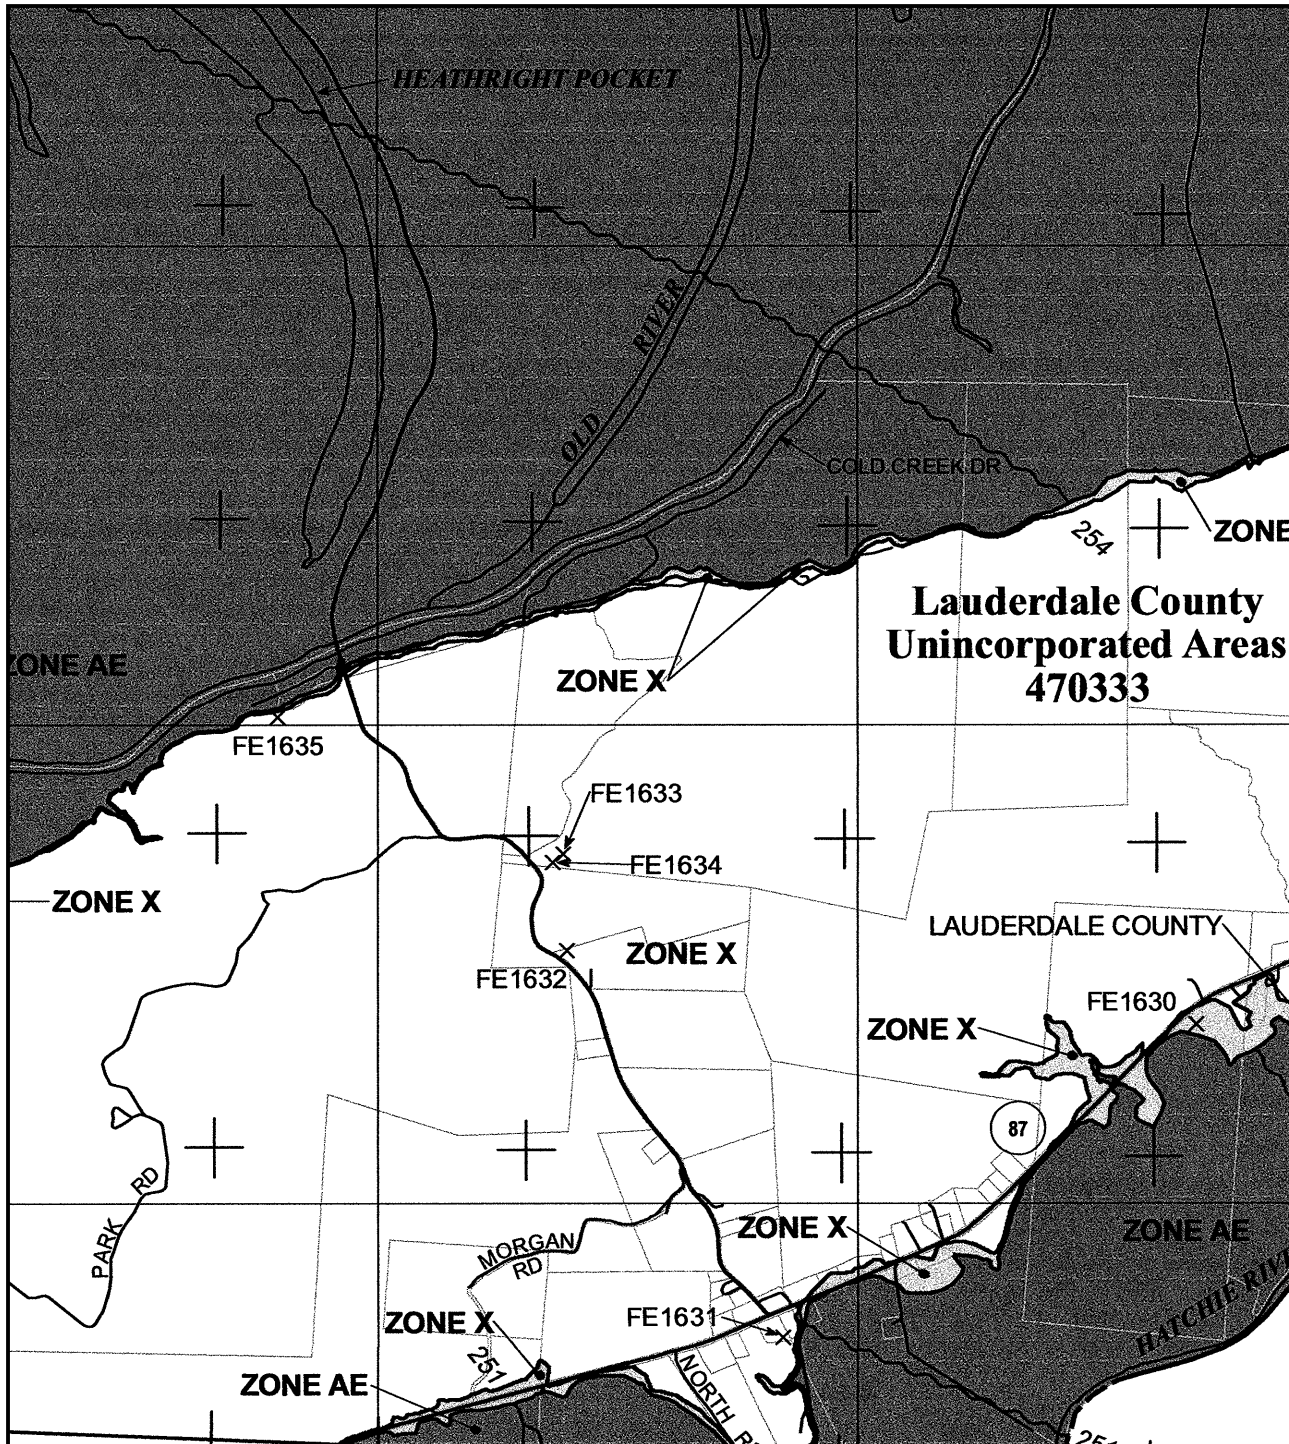 HEATHRIGHT POCKET
OLD RIVER
COLD CREEK DR
254
ZONE
Lauderdale County
Unincorporated Areas
470333
ZONE AE
ZONE X
FE1635
FE1633
FE1634
ZONE X
LAUDERDALE COUNTY
ZONE X
FE1632
FE1630
ZONE X
87
PARK RD
ZONE X
ZONE AE
MORGAN
RD
HATCHIE
FE1631
ZONE X
251
ZONE AE
NORTH